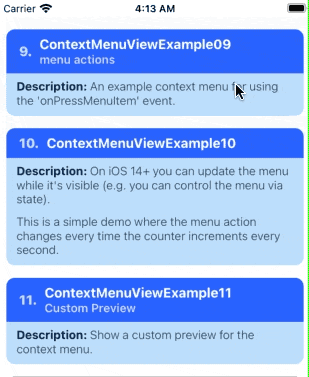 Carrier 4:13 AM
9. ContextMenuViewExample09
menu actions
Description: An example context menu for using
the 'onPressMenuItem' event.
10. ContextMenuViewExample10
Description: On iOS 14+ you can update the menu
while it's visible (e.g. you can control the menu via
state).
This is a simple demo where the menu action
changes every time the counter increments every
second.
11. ContextMenuViewExample11
Custom Preview
Description: Show a custom preview for the
context menu.